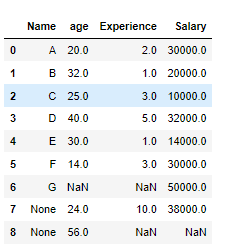 Name age Experience Salary
0 A 20.0 2.0 30000.0
1 B 32.0 1.0 20000.0
2 C 25.0 3.0 10000.0
3 D 40.0 5.0 32000.0
4 E 30.0 1.0 14000.0
5 F 14.0 3.0 30000.0
6 G NaN NaN 50000.0
7 None 24.0 10.0 38000.0
8 None 56.0 NaN NaN